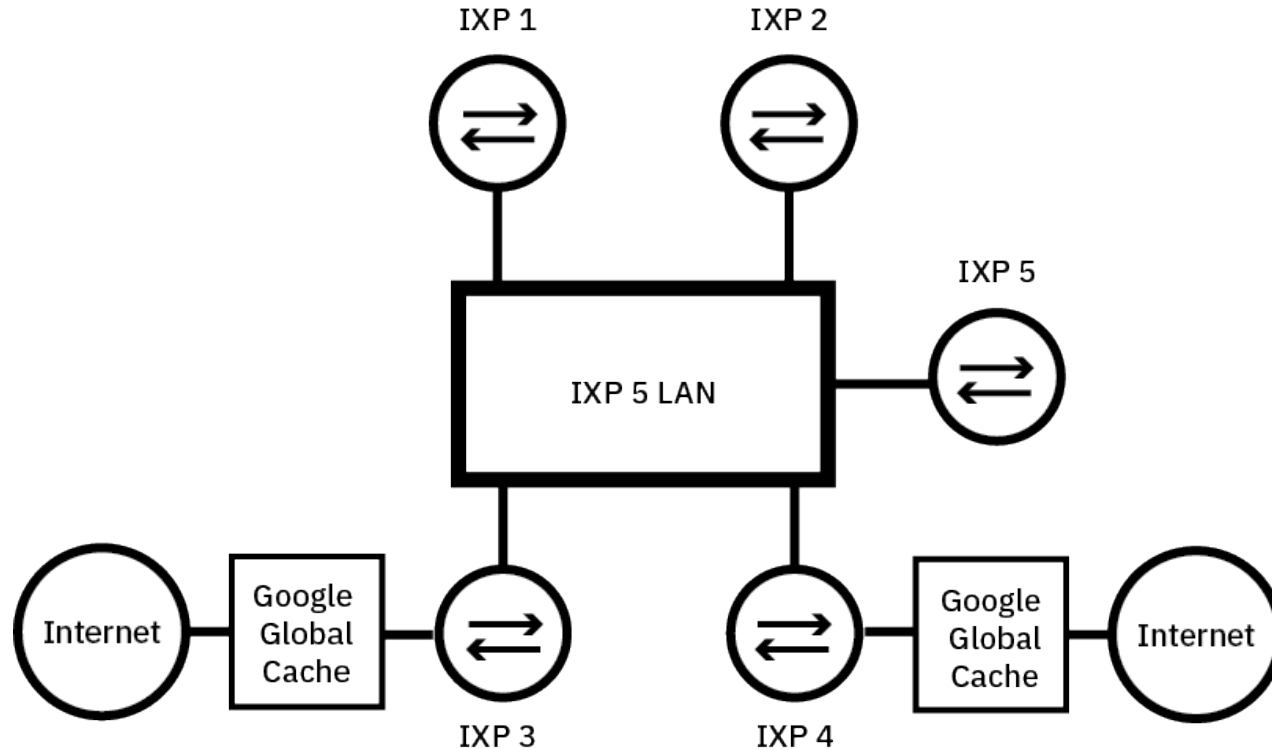 IXP 1
IXP 2
IXP 5
IXP 5 LAN
Internet
Google
Global
Cache
Google
Global
Cache
Internet
IXP 3
IXP 4